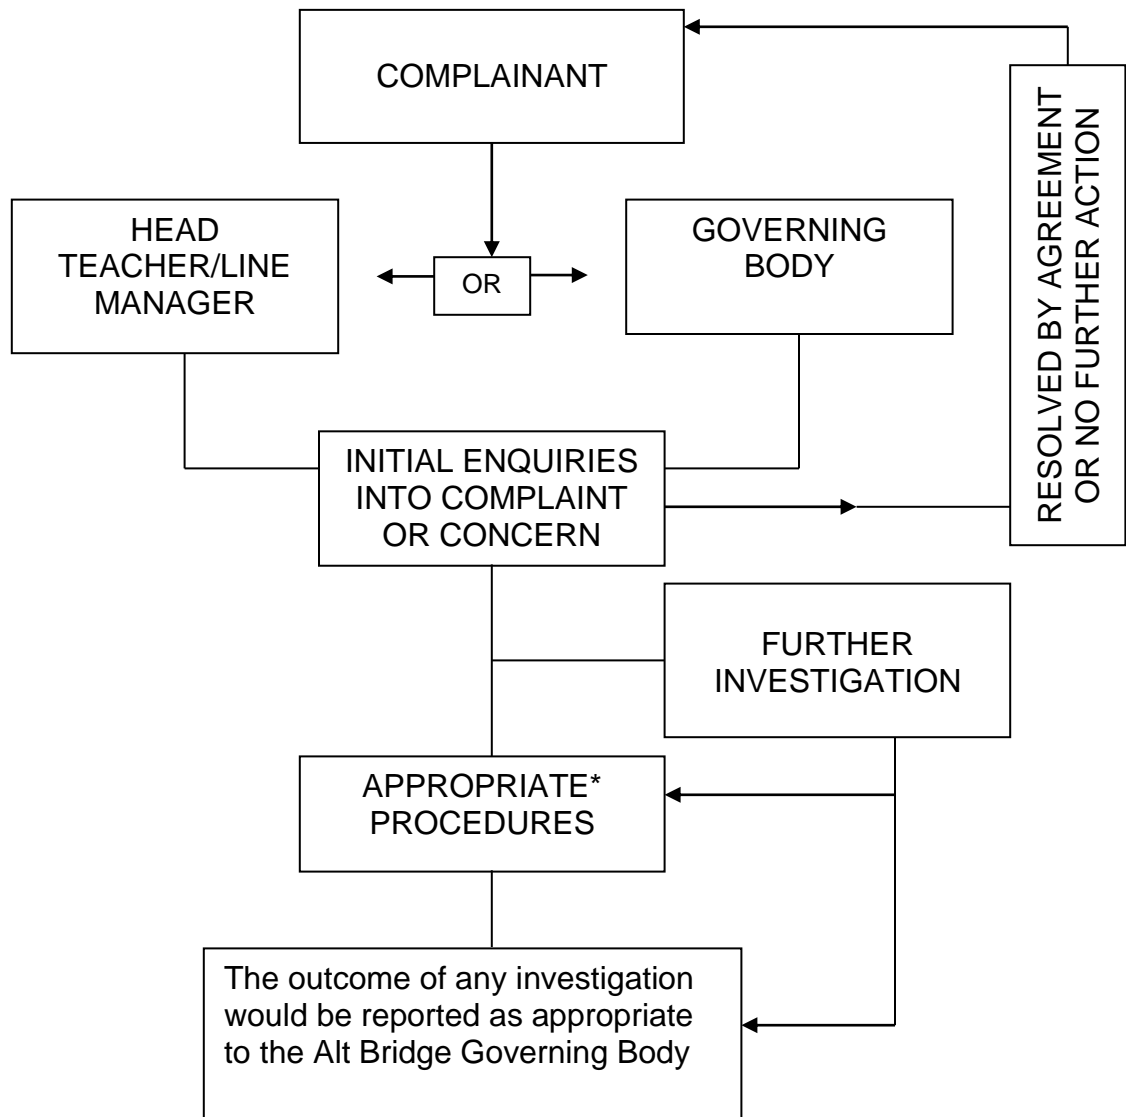 COMPLAINANT
HEAD
TEACHER/LINE
MANAGER
OR
GOVERNING
BODY
RESOLVED BY AGREEMENT
OR NO FURTHER ACTION
INITIAL ENQUIRIES
INTO COMPLAINT
OR CONCERN
FURTHER
INVESTIGATION
APPROPRIATE*
PROCEDURES
The outcome of any investigation
would be reported as appropriate
to the Alt Bridge Governing Body